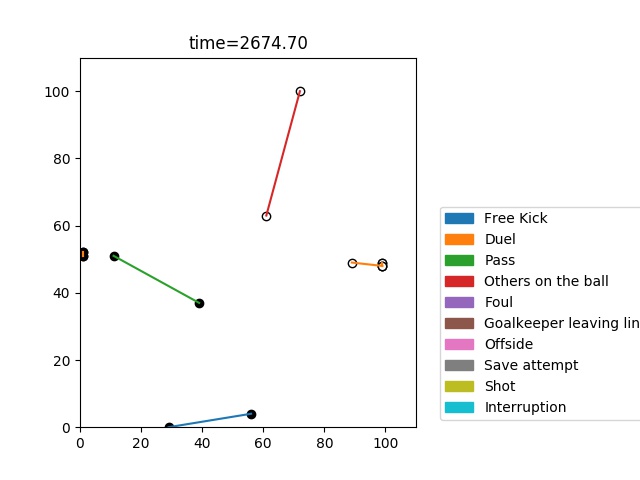 time=2674.70
100
80
60
40
20
0
0 20 40 60 80 100
Free Kick
Duel
Pass
Others on the ball
Foul
Goalkeeper leaving lin
Offside
Save attempt
Shot
Interruption